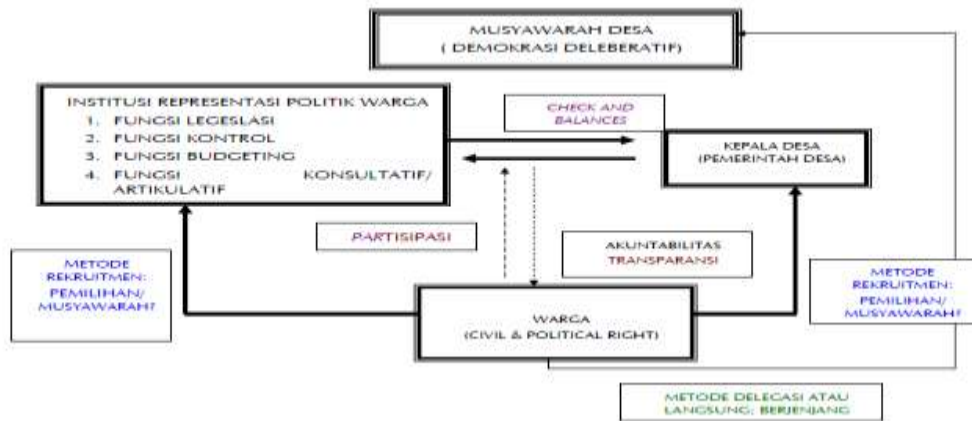 MUSYAWARAH DESA
( DEMOKRASI DELEBERATIF)
INSTITUSI REPRESENTASI POLITIK WARGA
1. FUNGSI LEGESLASI
2. FUNGSI KONTROL
3. FUNGSI BUDGETING
4. FUNGSI KONSULTATIF/
ARTIKULATIF
CHECK AND
BALANCES
KEPALA DESA
(PEMERINTAH DESA)
PARTISIPASI
AKUNTABILITAS
TRANSPARANSI
METODE
REKRUITMEN:
PEMILIHAN/
MUSYAWARAH?
METODE
REKRUITMEN:
PEMILIHAN/
MUSYAWARAH?
WARGA
(CIVIL & POLITICAL RIGHT)
METODE DELEGASI ATAU
LANGSUNG; BERJENJANG